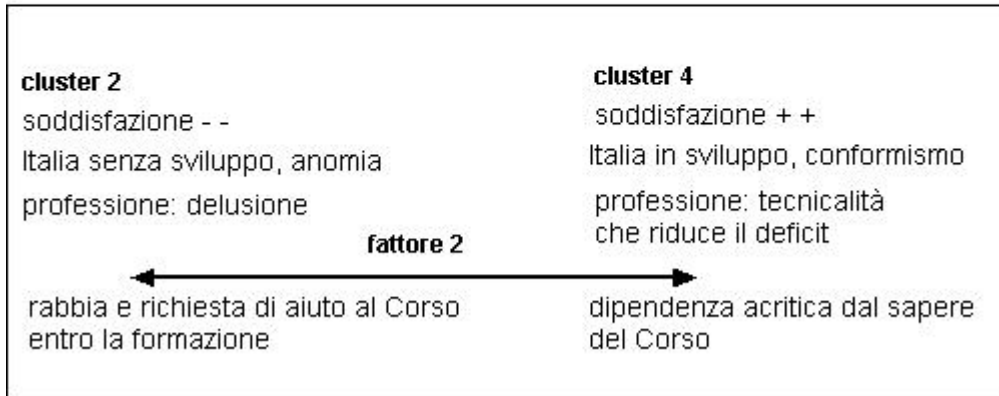 cluster 2
soddisfazione - -
Italia senza sviluppo, anomia
professione: delusione
cluster 4
soddisfazione + +
Italia in sviluppo, conformismo
professione: tecnicalità
che riduce il deficit
fattore 2
rabbia e richiesta di aiuto al Corso
entro la formazione
dipendenza acritica dal sapere
del Corso